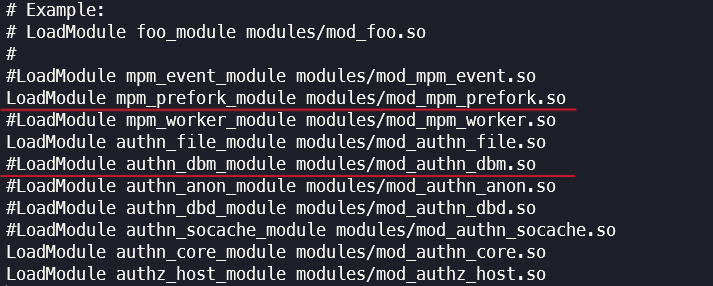 # Example:
# LoadModule foo_module modules/mod_foo.so
#
#LoadModule mpm_event_module modules/mod_mpm_event.so
LoadModule mpm_prefork_module modules/mod_mpm_prefork.so
#LoadModule mpm_worker_module modules/mod_mpm_worker.so
LoadModule authn_file_module modules/mod_authn_file.so
#LoadModule authn_dbm_module modules/mod_authn_dbm.so
#LoadModule authn_anon_module modules/mod_authn_anon.so
#LoadModule authn_dbd_module modules/mod_authn_dbd.so
#LoadModule authn_socache_module modules/mod_authn_socache.so
LoadModule authn_core_module modules/mod_authn_core.so
LoadModule authz_host_module modules/mod_authz_host.so